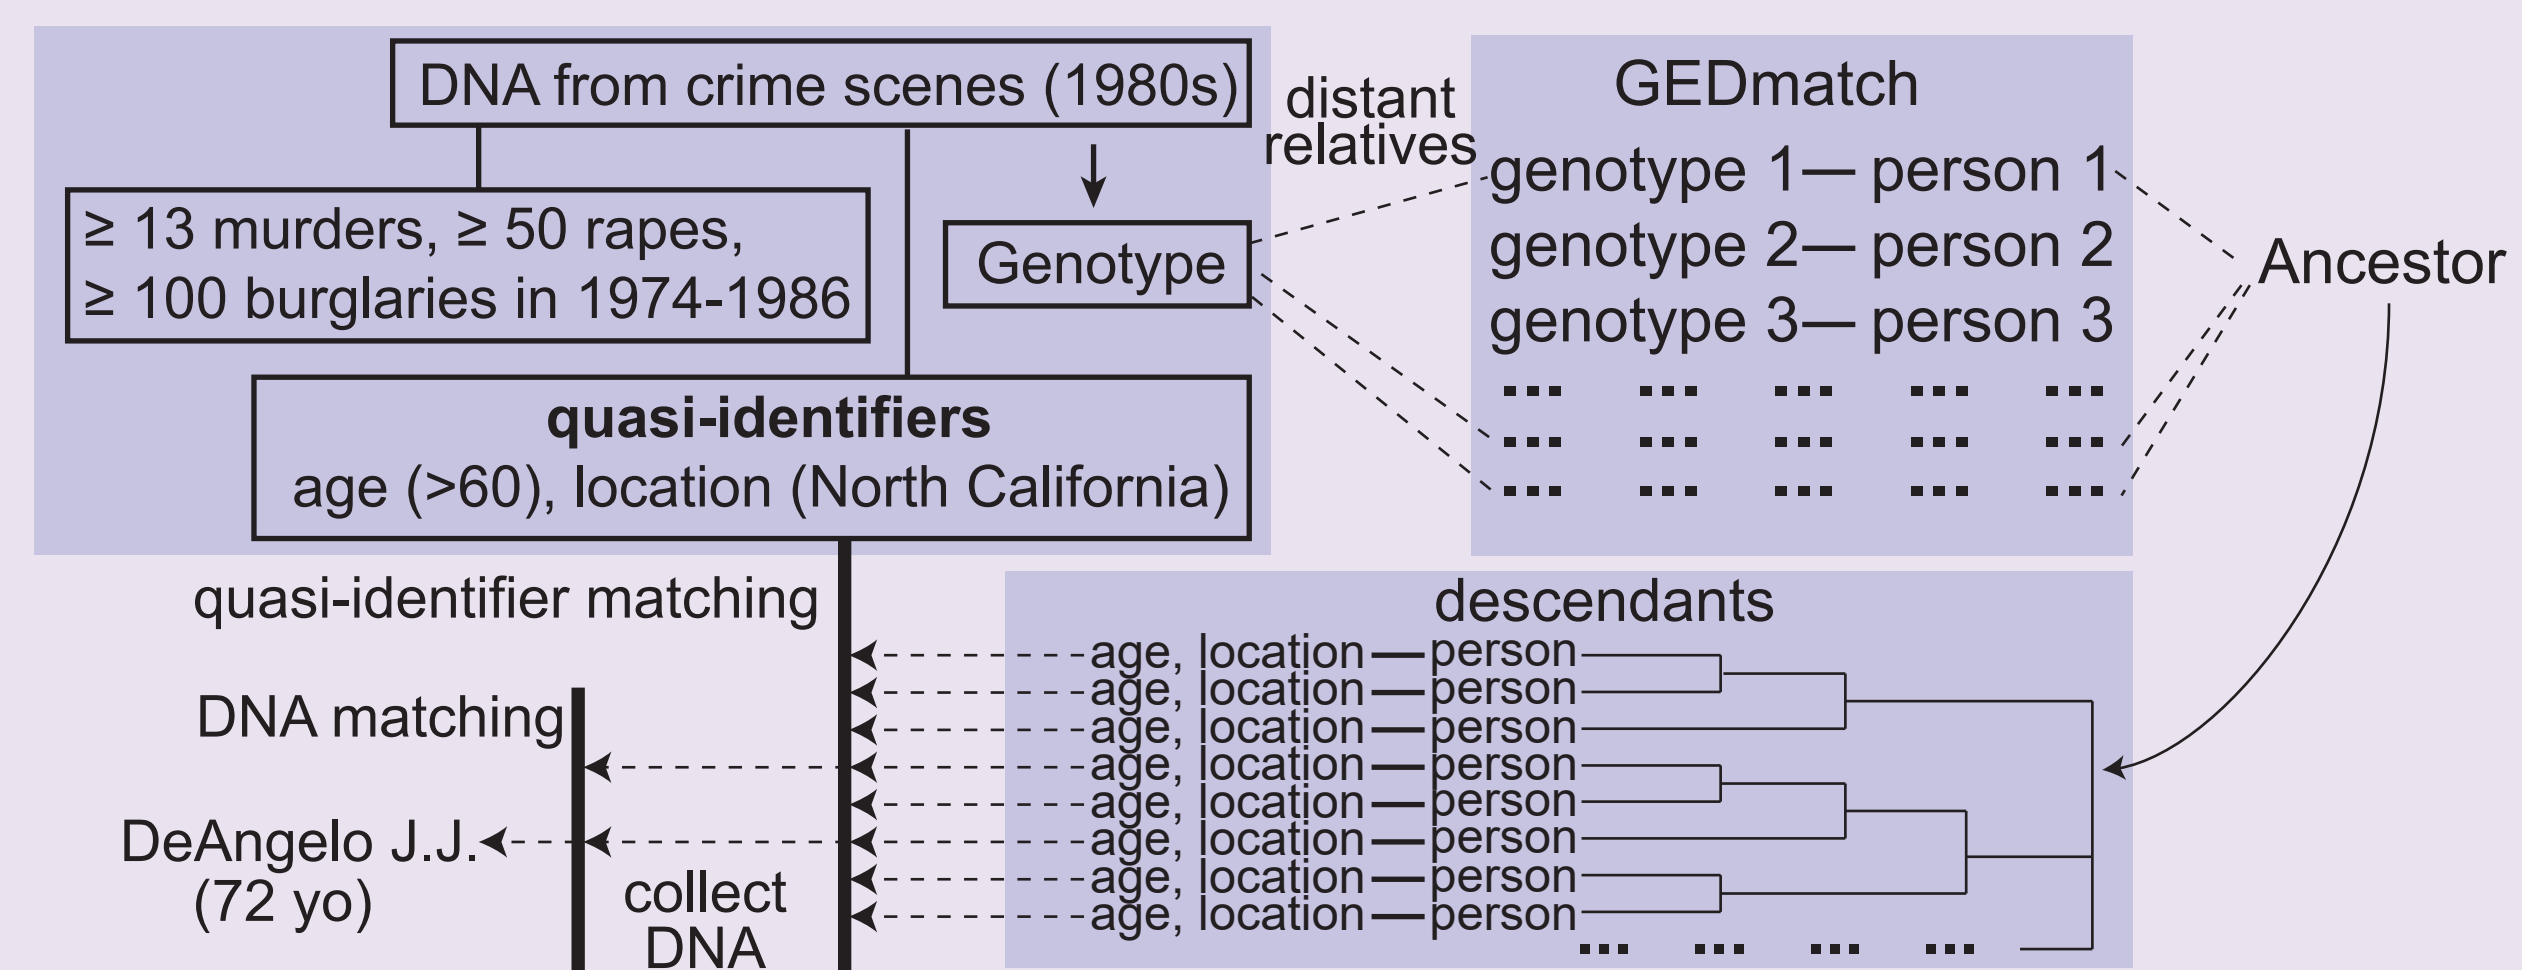 DNA from crime scenes (1980s)
≥ 13 murders, ≥ 50 rapes,
≥ 100 burglaries in 1974-1986
Genotype
quasi-identifiers
age (>60), location (North California)
distant
relatives
GEDmatch
genotype 1— person 1
genotype 2— person 2
genotype 3— person 3
... ... ... ... ...
... ... ... ... ...
... ... ... ... ...
Ancestor
quasi-identifier matching
descendants
age, location — person
age, location — person
age, location — person
age, location — person
age, location — person
age, location — person
age, location — person
age, location — person
... ... ... ...
DNA matching
DeAngelo J.J.
(72 yo)
collect
DNA